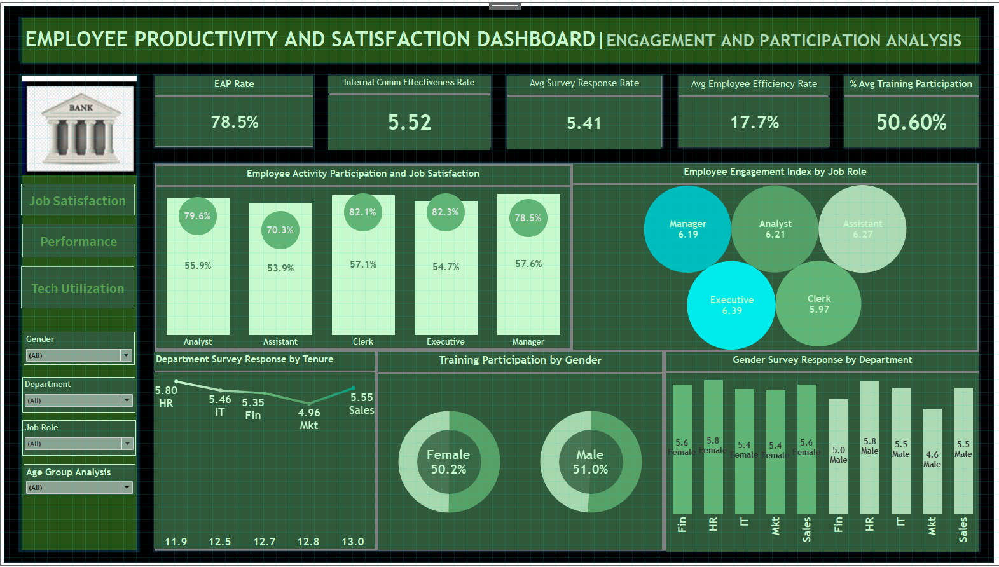 EMPLOYEE PRODUCTIVITY AND SATISFACTION DASHBOARD|ENGAGEMENT AND PARTICIPATION ANALYSIS
BANK
EAP Rate
78.5%
Internal Comm Effectiveness Rate
5.52
Avg Survey Response Rate
5.41
Avg Employee Efficiency Rate
17.7%
% Avg Training Participation
50.60%
Job Satisfaction
Performance
Tech Utilization
Gender
(All)
Department
(All)
Job Role
(All)
Age Group Analysis
(All)
Employee Activity Participation and Job Satisfaction
79.6%
70.3%
82.1%
82.3%
78.5%
55.9%
53.9%
57.1%
54.7%
57.6%
Analyst
Assistant
Clerk
Executive
Manager
Employee Engagement Index by Job Role
Manager
6.19
Analyst
6.21
Assistant
6.27
Executive
6.39
Clerk
5.97
Department Survey Response by Tenure
5.80
HR
5.46
IT
5.35
Fin
4.96
Mkt
5.55
Sales
11.9
12.5
12.7
12.8
13.0
Training Participation by Gender
Female
50.2%
Male
51.0%
Gender Survey Response by Department
5.6
Female
5.8
Female
5.4
Female
5.4
Female
5.6
Female
5.0
Male
5.8
Male
5.5
Male
4.6
Male
5.5
Male
Fin
HR
IT
Mkt
Sales
Fin
HR
IT
Mkt
Sales